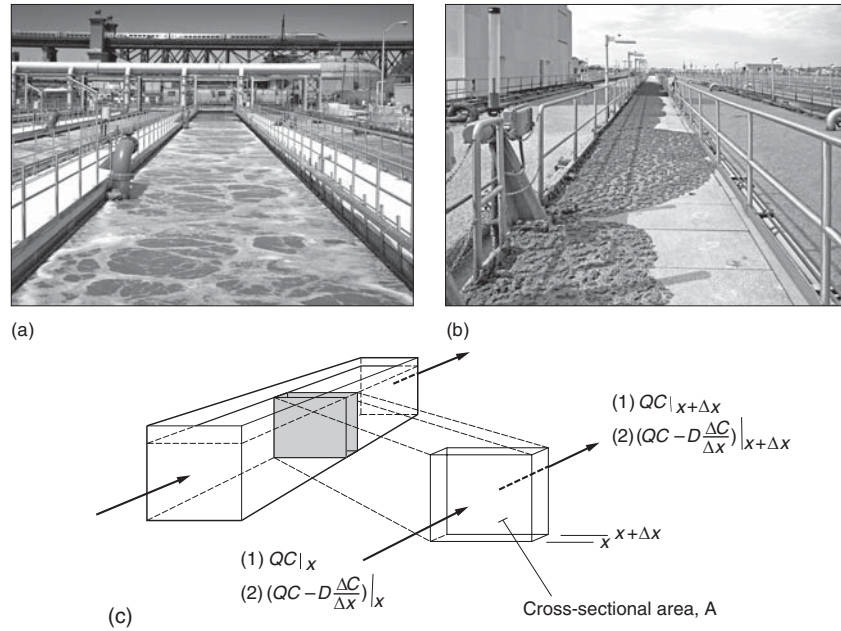 (a)
(b)
(1) QC|x+Δx
(2) (QC – D ΔC/Δx)|x+Δx
x+Δx
x
(1) QC|x
(2) (QC – D ΔC/Δx)|x
Cross-sectional area, A
(c)